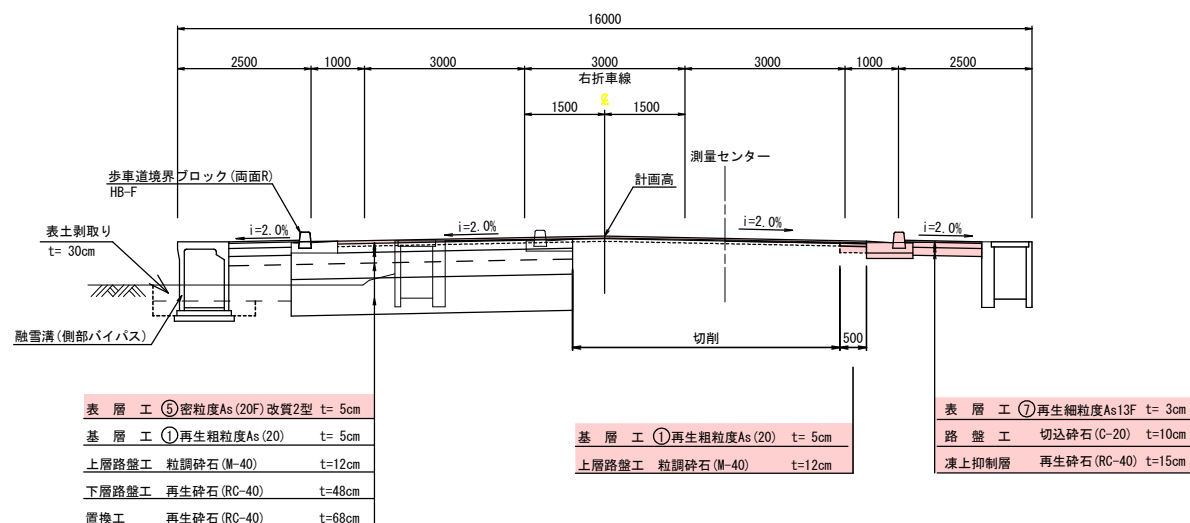 16000
2500 1000 3000 3000 3000 1000 2500
右折車線
℄
1500 1500
測量センター
歩車道境界ブロック(両面R)
HB-F
計画高
表土剥取り
t= 30cm
i=2.0% i=2.0% i=2.0% i=2.0%
融雪溝(側部バイパス)
切削 500
表 層 工 ⑤密粒度As(20F)改質2型 t= 5cm
基 層 工 ①再生粗粒度As(20) t= 5cm
上層路盤工 粒調砕石(M-40) t=12cm
下層路盤工 再生砕石(RC-40) t=48cm
置換工 再生砕石(RC-40) t=68cm
基 層 工 ①再生粗粒度As(20) t= 5cm
上層路盤工 粒調砕石(M-40) t=12cm
表 層 工 ⑦再生細粒度As13F t= 3cm
路 盤 工 切込砕石(C-20) t=10cm
凍上抑制層 再生砕石(RC-40) t=15cm